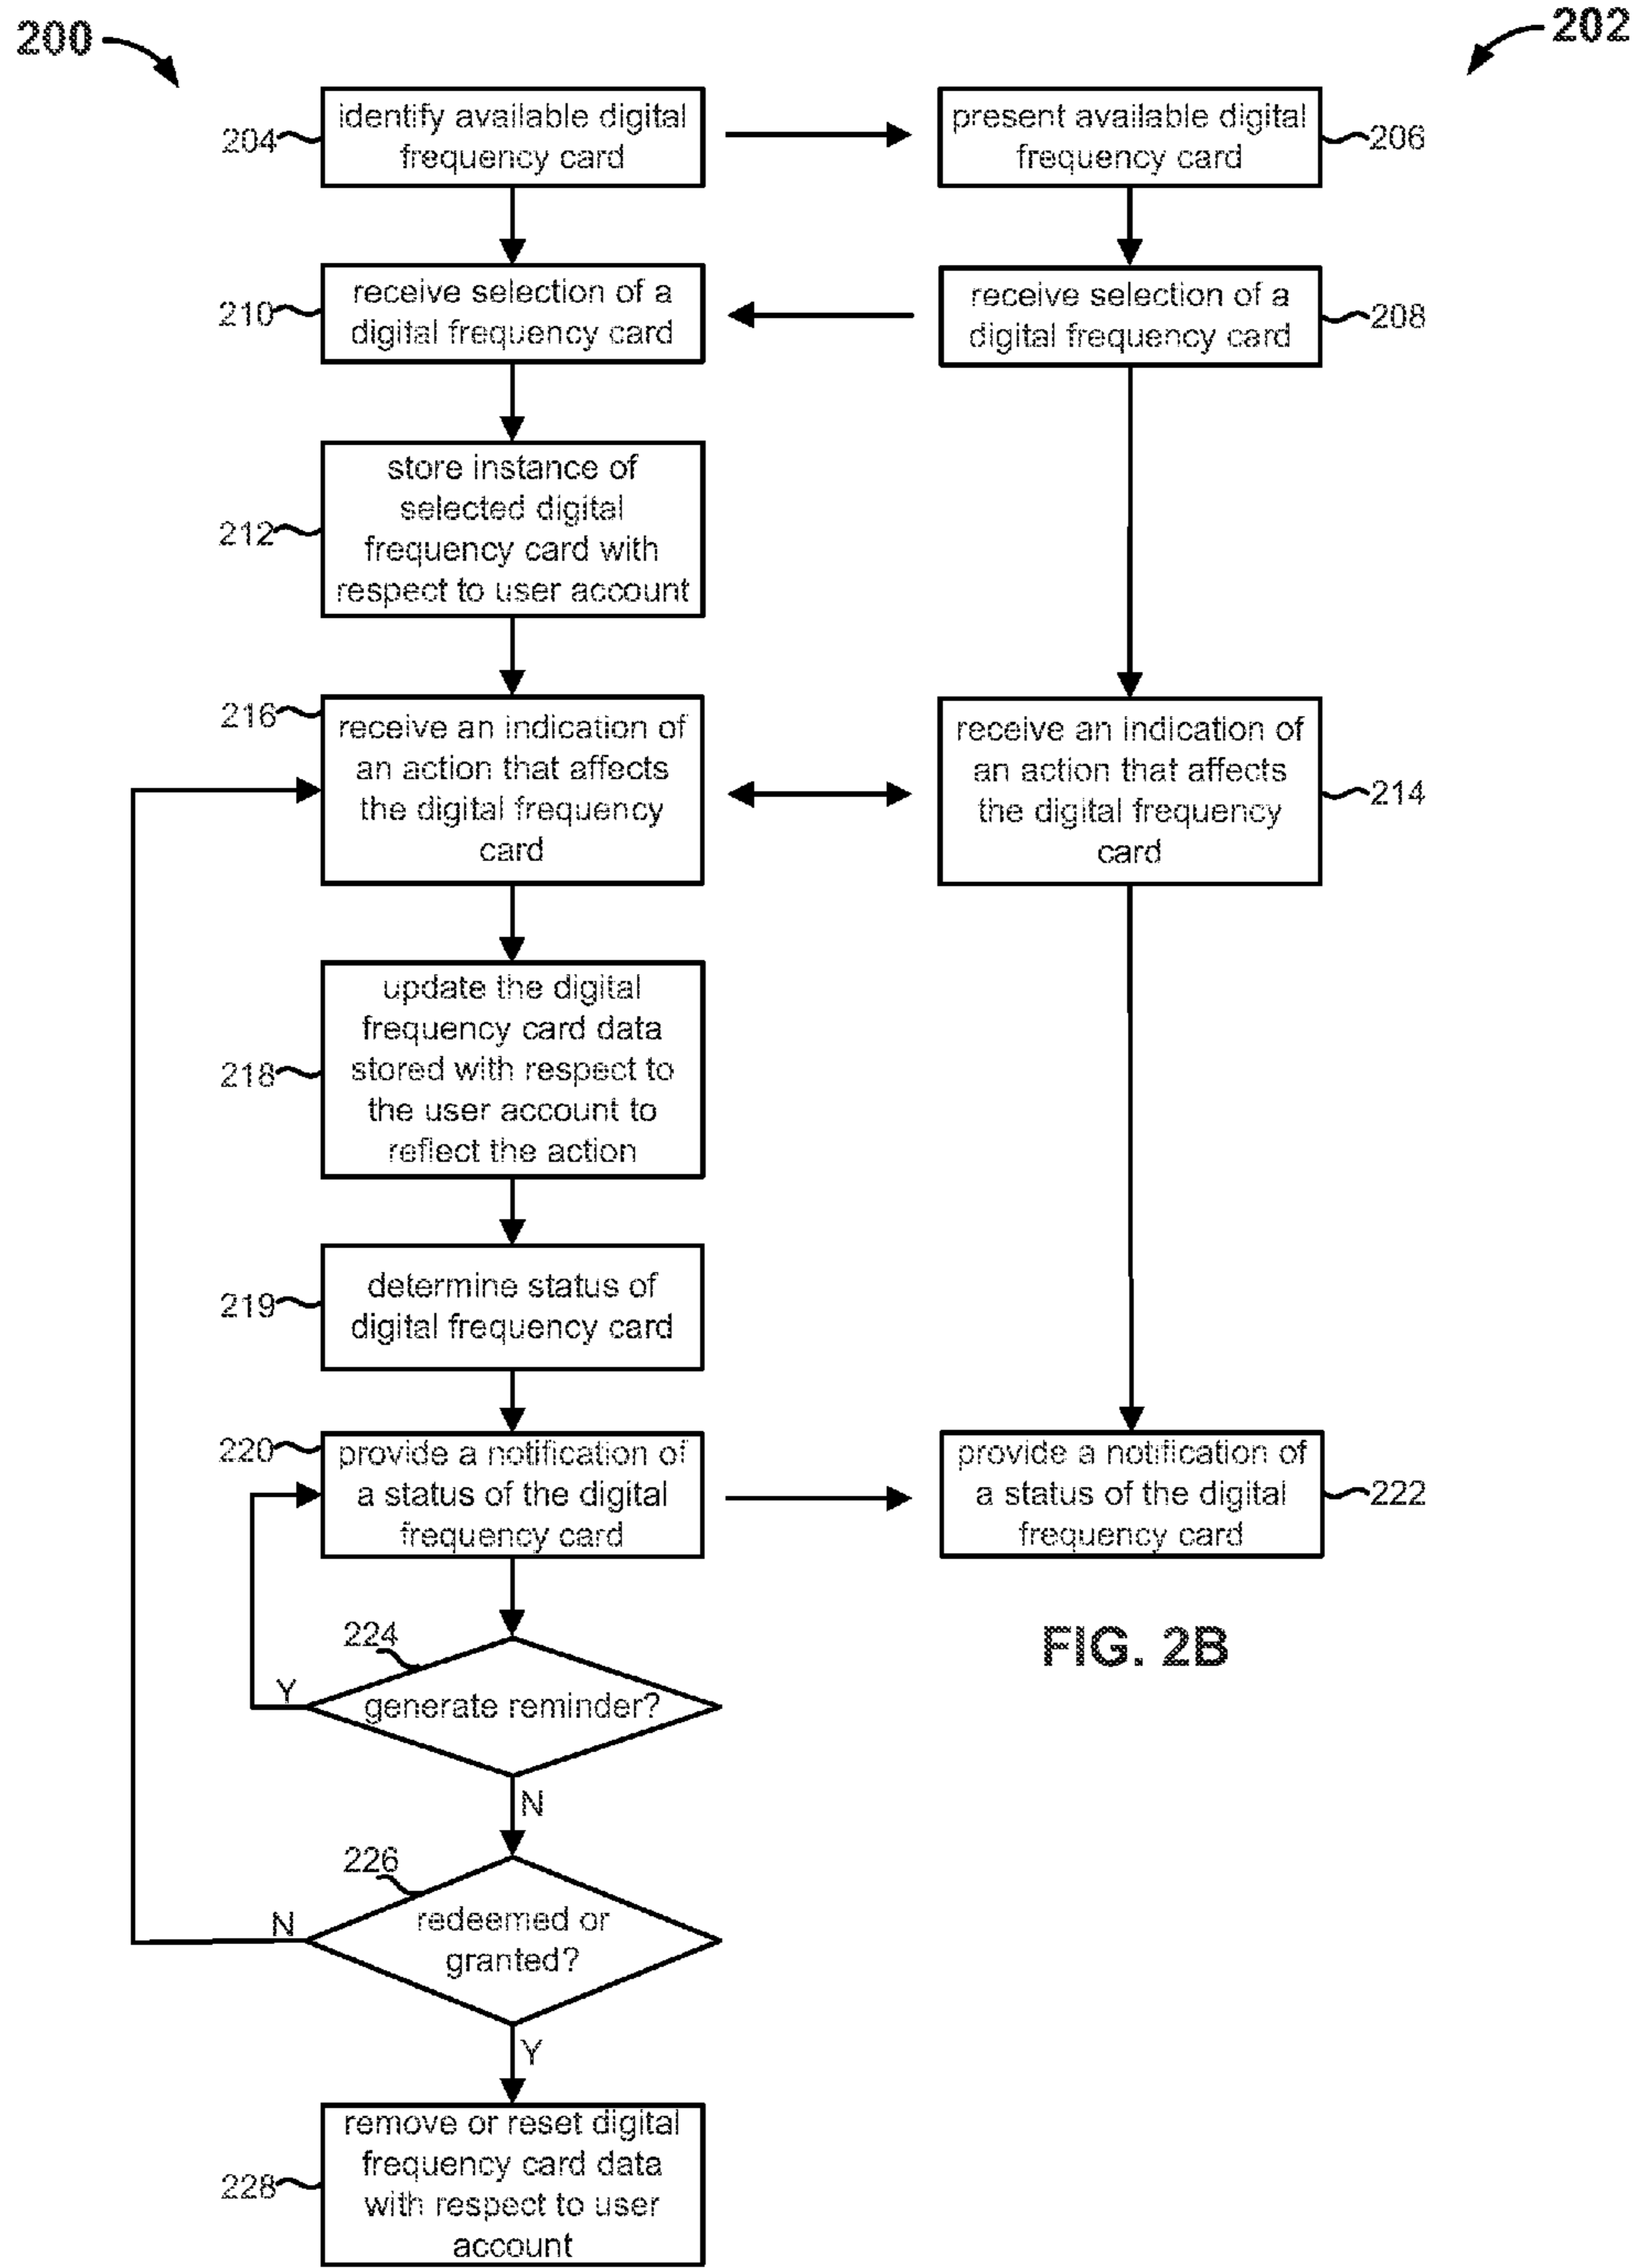 200
202
204
identify available digital
frequency card
present available digital
frequency card
206
210
receive selection of a
digital frequency card
receive selection of a
digital frequency card
208
212
store instance of
selected digital
frequency card with
respect to user account
216
receive an indication of
an action that affects
the digital frequency
card
receive an indication of
an action that affects
the digital frequency
card
214
218
update the digital
frequency card data
stored with respect to
the user account to
reflect the action
219
determine status of
digital frequency card
220
provide a notification of
a status of the digital
frequency card
provide a notification of
a status of the digital
frequency card
222
FIG. 2B
224
Y
generate reminder?
N
226
N
redeemed or
granted?
Y
228
remove or reset digital
frequency card data
with respect to user
account